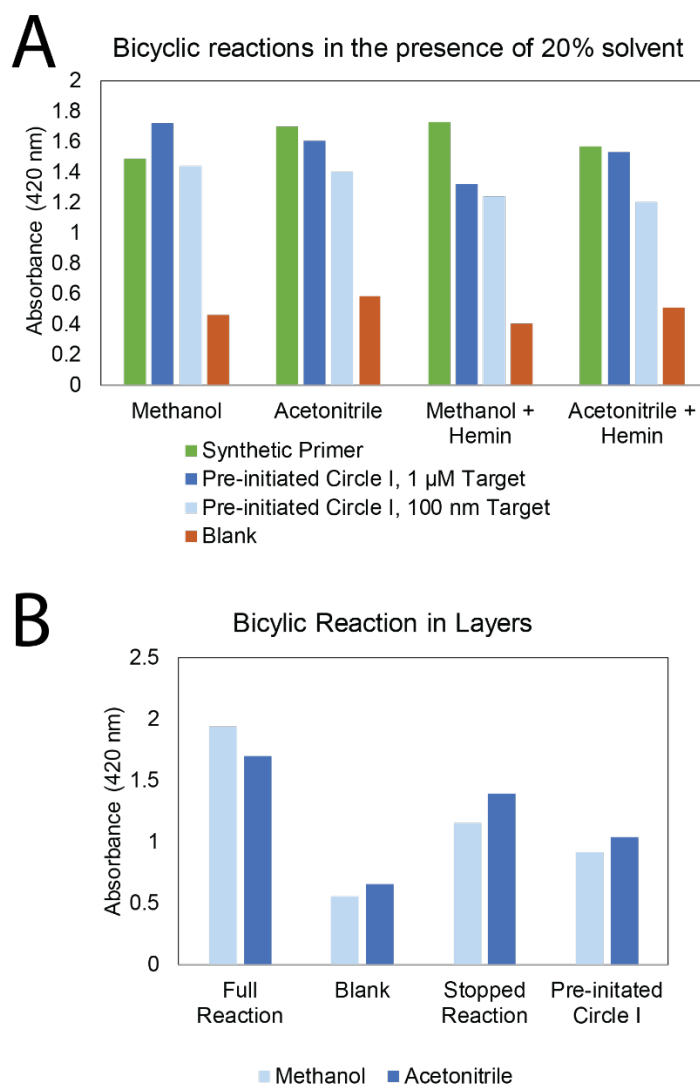 A
Bicyclic reactions in the presence of 20% solvent
Absorbance (420 nm)
2
1.8
1.6
1.4
1.2
1
0.8
0.6
0.4
0.2
0
Methanol
Acetonitrile
Methanol +
Hemin
Acetonitrile +
Hemin
Synthetic Primer
Pre-initiated Circle I, 1 µM Target
Pre-initiated Circle I, 100 nm Target
Blank
B
Bicylic Reaction in Layers
Absorbance (420 nm)
2.5
2
1.5
1
0.5
0
Full
Reaction
Blank
Stopped
Reaction
Pre-initated
Circle I
Methanol
Acetonitrile